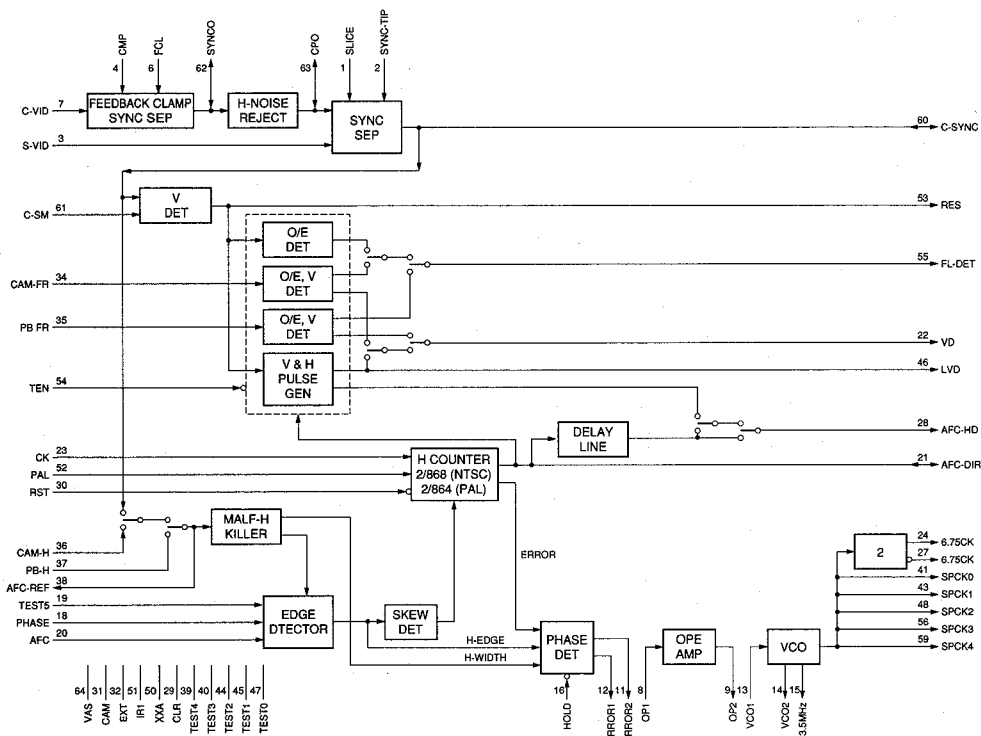 CMP
FCL
SYNCO
CPO
SLICE
SYNC-TIP
4
6
62
63
1
2
C-VID 7
FEEDBACK CLAMP
SYNC SEP
H-NOISE
REJECT
SYNC
SEP
S-VID 3
60 C-SYNC
V
DET
C-SM 61
53 RES
O/E
DET
55 FL-DET
CAM-FR 34
O/E, V
DET
PB FR 35
O/E, V
DET
22 VD
46 LVD
V & H
PULSE
GEN
TEN 54
DELAY
LINE
28 AFC-HD
CK 23
PAL 52
RST 30
H COUNTER
2/868 (NTSC)
2/864 (PAL)
21 AFC-DIR
MALF-H
KILLER
ERROR
CAM-H 36
PB-H 37
AFC-REF 38
TEST5 19
PHASE 18
AFC 20
EDGE
DTECTOR
SKEW
DET
H-EDGE
H-WIDTH
PHASE
DET
OPE
AMP
VCO
2
24 6.75CK
27 6.75CK
41 SPCK0
43 SPCK1
48 SPCK2
56 SPCK3
59 SPCK4
64 VAS
31 CAM
32 EXT
51 IR1
50 XXA
29 CLR
39 TEST4
40 TEST3
44 TEST2
45 TEST1
47 TEST0
16 HOLD
12 RROR1
11 RROR2
8 OP1
9 OP2
13 VCO1
14 VCO2
15 3.5MHz